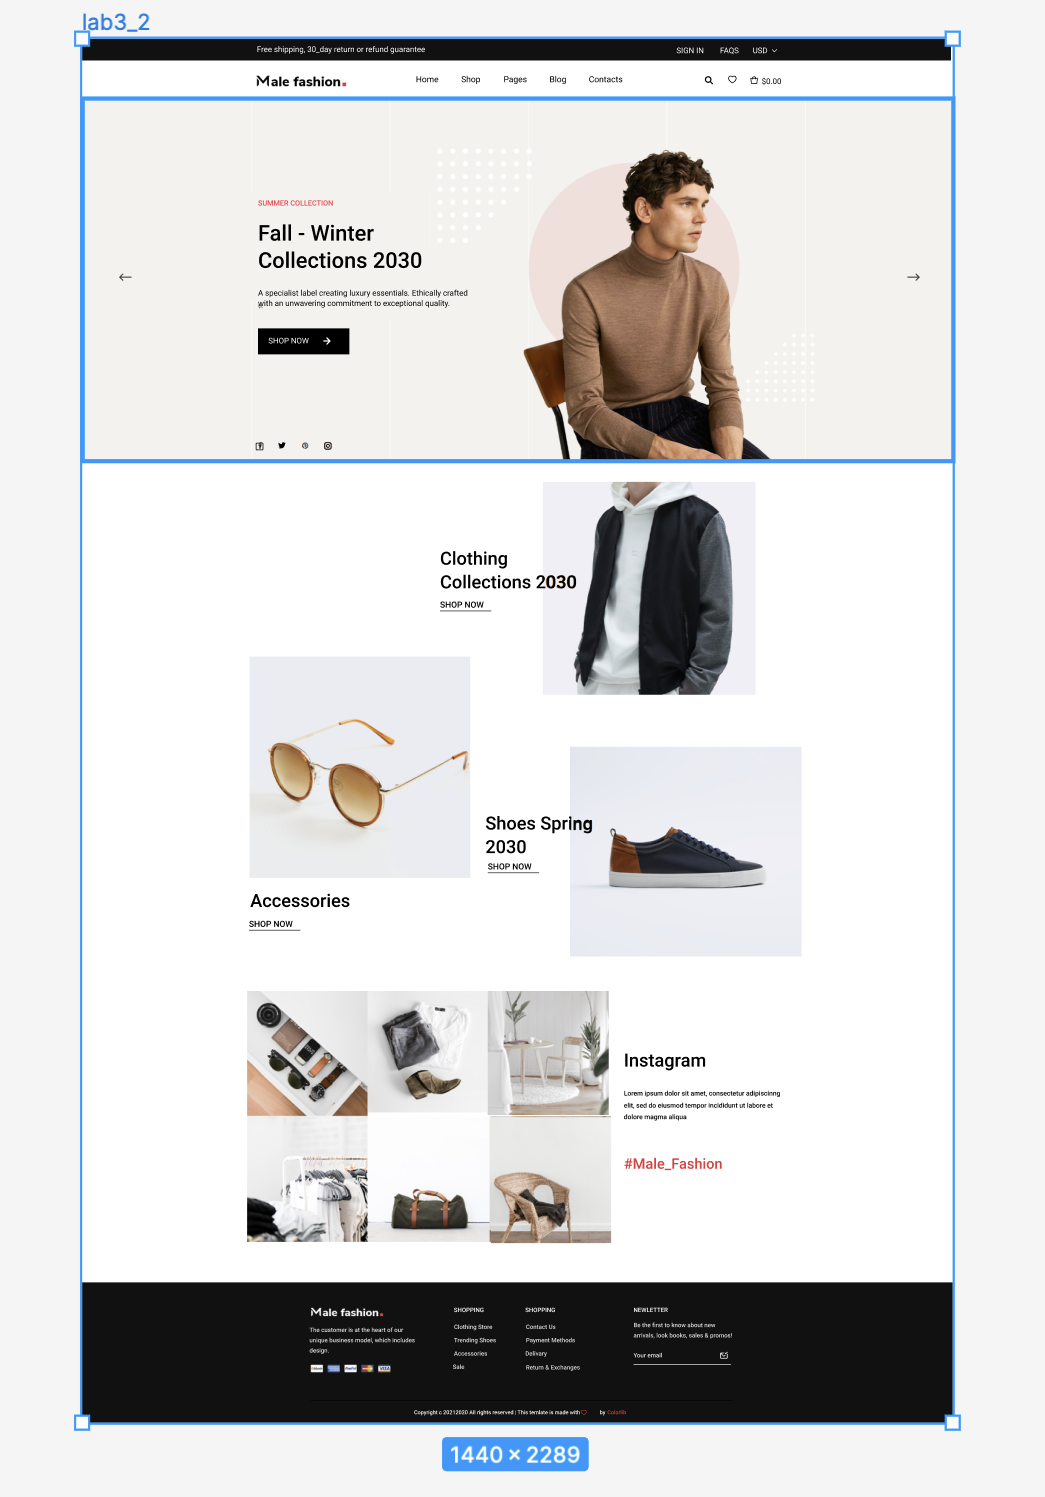 lab3_2
Free shipping, 30_day return or refund guarantee
SIGN IN FAQS USD
Male fashion.
Home Shop Pages Blog Contacts
$0.00
SUMMER COLLECTION
Fall - Winter
Collections 2030
A specialist label creating luxury essentials. Ethically crafted
with an unwavering commitment to exceptional quality.
SHOP NOW
Clothing
Collections 2030
SHOP NOW
Shoes Spring
2030
SHOP NOW
Accessories
SHOP NOW
Instagram
Lorem ipsum dolor sit amet, consectetur adipiscinng
elit, sed do eiusmod tempor incididunt ut labore et
dolore magma aliqua
#Male_Fashion
Male fashion.
The customer is at the heart of our
unique business model, which includes
design.
SHOPPING
Clothing Store
Trending Shoes
Accessories
Sale
SHOPPING
Contact Us
Payment Methods
Delivary
Return & Exchanges
NEWLETTER
Be the first to know about new
arrivals, look books, sales & promos!
Your email
Copyright c 20212020 All rights reserved | This temlate is made with by Colorlib
1440 × 2289